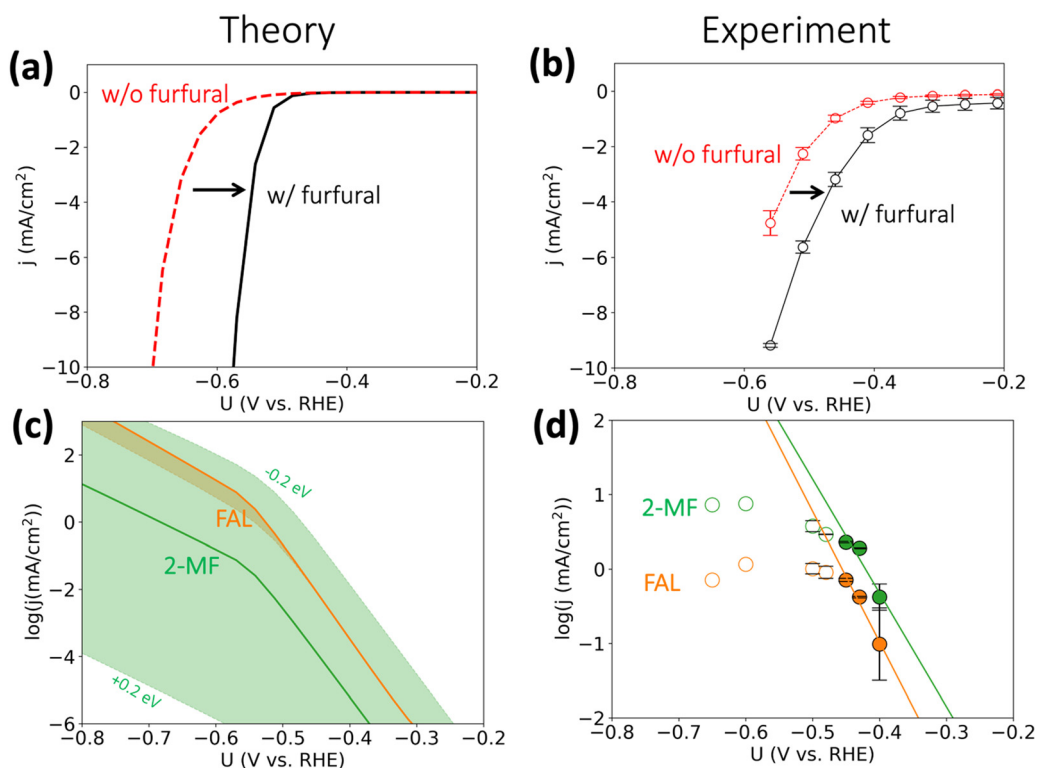 Theory
Experiment
(a)
0
−2
−4
−6
−8
−10
j (mA/cm²)
w/o furfural
w/ furfural
−0.8
−0.6
−0.4
−0.2
U (V vs. RHE)
(b)
0
−2
−4
−6
−8
−10
j (mA/cm²)
w/o furfural
w/ furfural
−0.8
−0.6
−0.4
−0.2
U (V vs. RHE)
(c)
2
0
−2
−4
−6
log(j(mA/cm²))
-0.2 eV
FAL
2-MF
+0.2 eV
−0.8
−0.7
−0.6
−0.5
−0.4
−0.3
−0.2
U (V vs. RHE)
(d)
2
1
0
−1
−2
log(j (mA/cm²)
2-MF
FAL
−0.8
−0.7
−0.6
−0.5
−0.4
−0.3
−0.2
U (V vs. RHE)